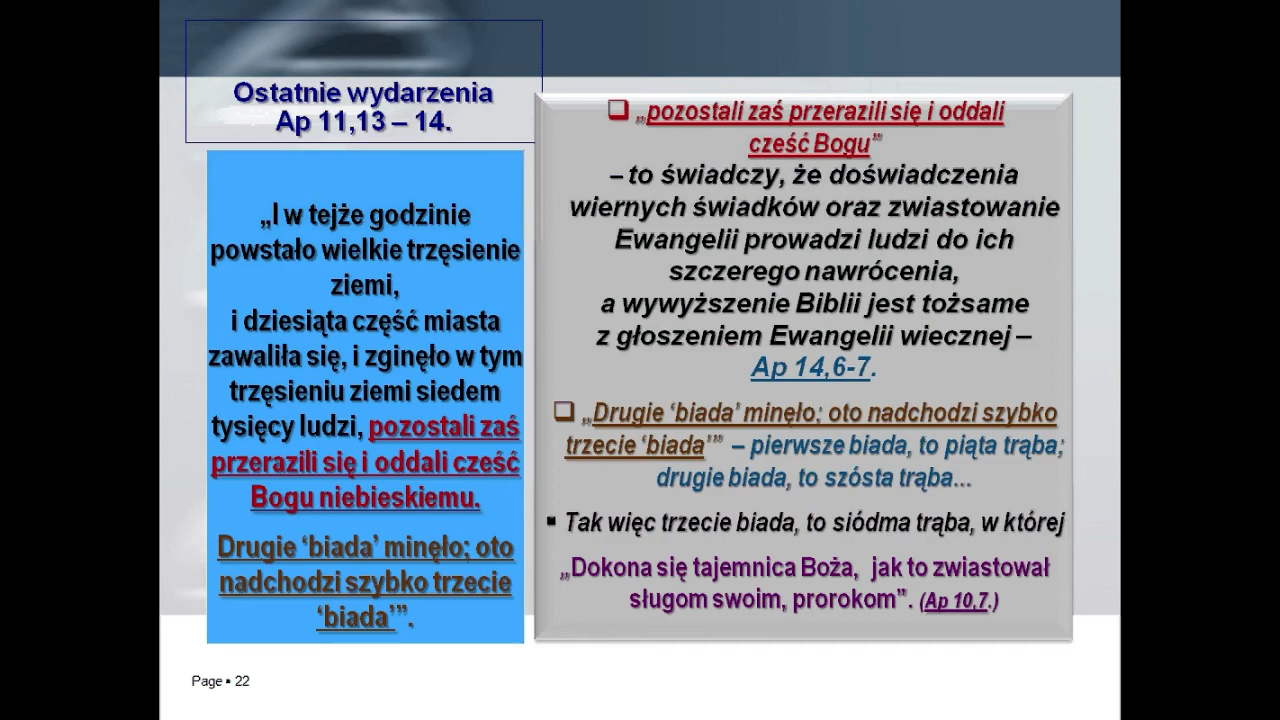 Ostatnie wydarzenia
Ap 11,13 – 14.
„I w tejże godzinie
powstało wielkie trzęsienie
ziemi,
i dziesiąta część miasta
zawaliła się, i zginęło w tym
trzęsieniu ziemi siedem
tysięcy ludzi, pozostali zaś
przerazili się i oddali cześć
Bogu niebieskiemu.
Drugie ‘biada’ minęło; oto
nadchodzi szybko trzecie
‘biada’”.
❑ „pozostali zaś przerazili się i oddali
cześć Bogu”
– to świadczy, że doświadczenia
wiernych świadków oraz zwiastowanie
Ewangelii prowadzi ludzi do ich
szczerego nawrócenia,
a wywyższenie Biblii jest tożsame
z głoszeniem Ewangelii wiecznej –
Ap 14,6-7.
❑ „Drugie ‘biada’ minęło; oto nadchodzi szybko
trzecie ‘biada’” – pierwsze biada, to piąta trąba;
drugie biada, to szósta trąba...
▪ Tak więc trzecie biada, to siódma trąba, w której
„Dokona się tajemnica Boża, jak to zwiastował
sługom swoim, prorokom”. (Ap 10,7.)
Page ▪ 22